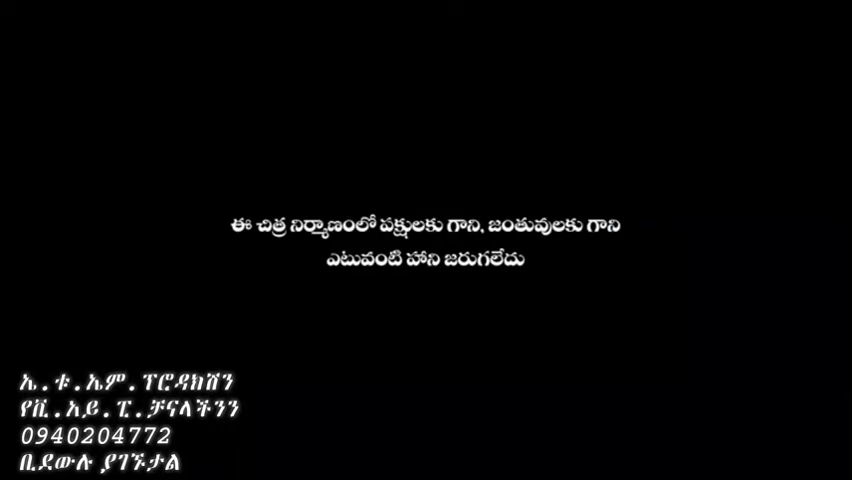 ఈ చిత్ర నిర్మాణంలో పక్షులకు గాని, జంతువులకు గాని
ఎటువంటి హాని జరుగలేదు
ኤ.ቱ.ኤም.ፕሮዳክሽን
የቪ.አይ.ፒ.ቻናላችንን
0940204772
ቢደውሉ ያገኙታል